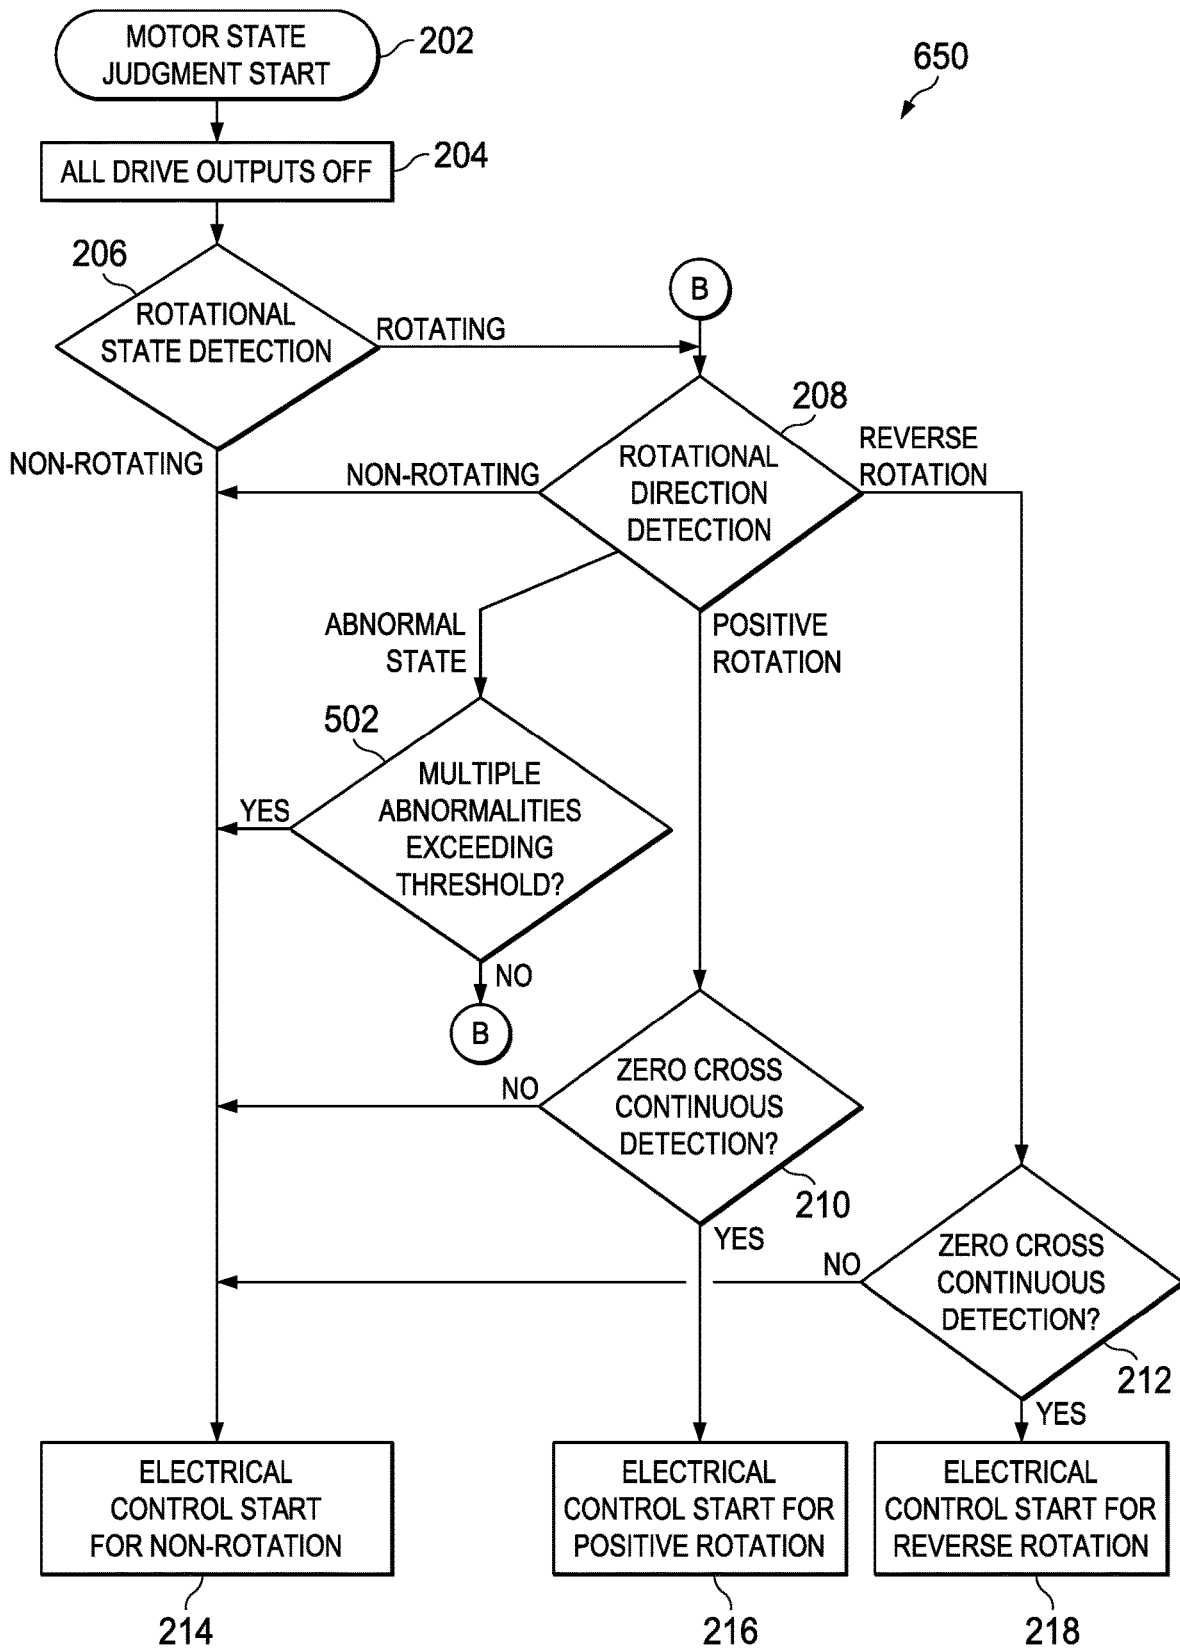 MOTOR STATE
JUDGMENT START
202
650
ALL DRIVE OUTPUTS OFF
204
206
ROTATIONAL
STATE DETECTION
ROTATING
B
208
NON-ROTATING
NON-ROTATING
ROTATIONAL
DIRECTION
DETECTION
REVERSE
ROTATION
ABNORMAL
STATE
POSITIVE
ROTATION
502
MULTIPLE
ABNORMALITIES
EXCEEDING
THRESHOLD?
YES
NO
B
NO
ZERO CROSS
CONTINUOUS
DETECTION?
210
YES
NO
ZERO CROSS
CONTINUOUS
DETECTION?
212
YES
ELECTRICAL
CONTROL START
FOR NON-ROTATION
214
ELECTRICAL
CONTROL START FOR
POSITIVE ROTATION
216
ELECTRICAL
CONTROL START FOR
REVERSE ROTATION
218